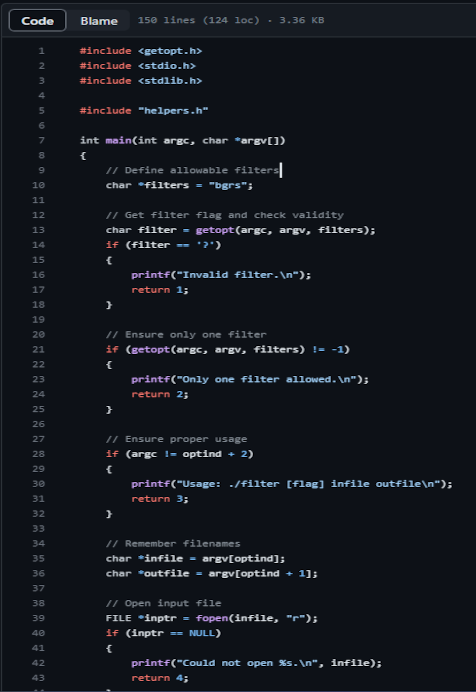 Code Blame 150 lines (124 loc) · 3.36 KB
1 #include <getopt.h>
2 #include <stdio.h>
3 #include <stdlib.h>
4
5 #include "helpers.h"
6
7 int main(int argc, char *argv[])
8 {
9 // Define allowable filters
10 char *filters = "bgrs";
11
12 // Get filter flag and check validity
13 char filter = getopt(argc, argv, filters);
14 if (filter == '?')
15 {
16 printf("Invalid filter.\n");
17 return 1;
18 }
19
20 // Ensure only one filter
21 if (getopt(argc, argv, filters) != -1)
22 {
23 printf("Only one filter allowed.\n");
24 return 2;
25 }
26
27 // Ensure proper usage
28 if (argc != optind + 2)
29 {
30 printf("Usage: ./filter [flag] infile outfile\n");
31 return 3;
32 }
33
34 // Remember filenames
35 char *infile = argv[optind];
36 char *outfile = argv[optind + 1];
37
38 // Open input file
39 FILE *inptr = fopen(infile, "r");
40 if (inptr == NULL)
41 {
42 printf("Could not open %s.\n", infile);
43 return 4;